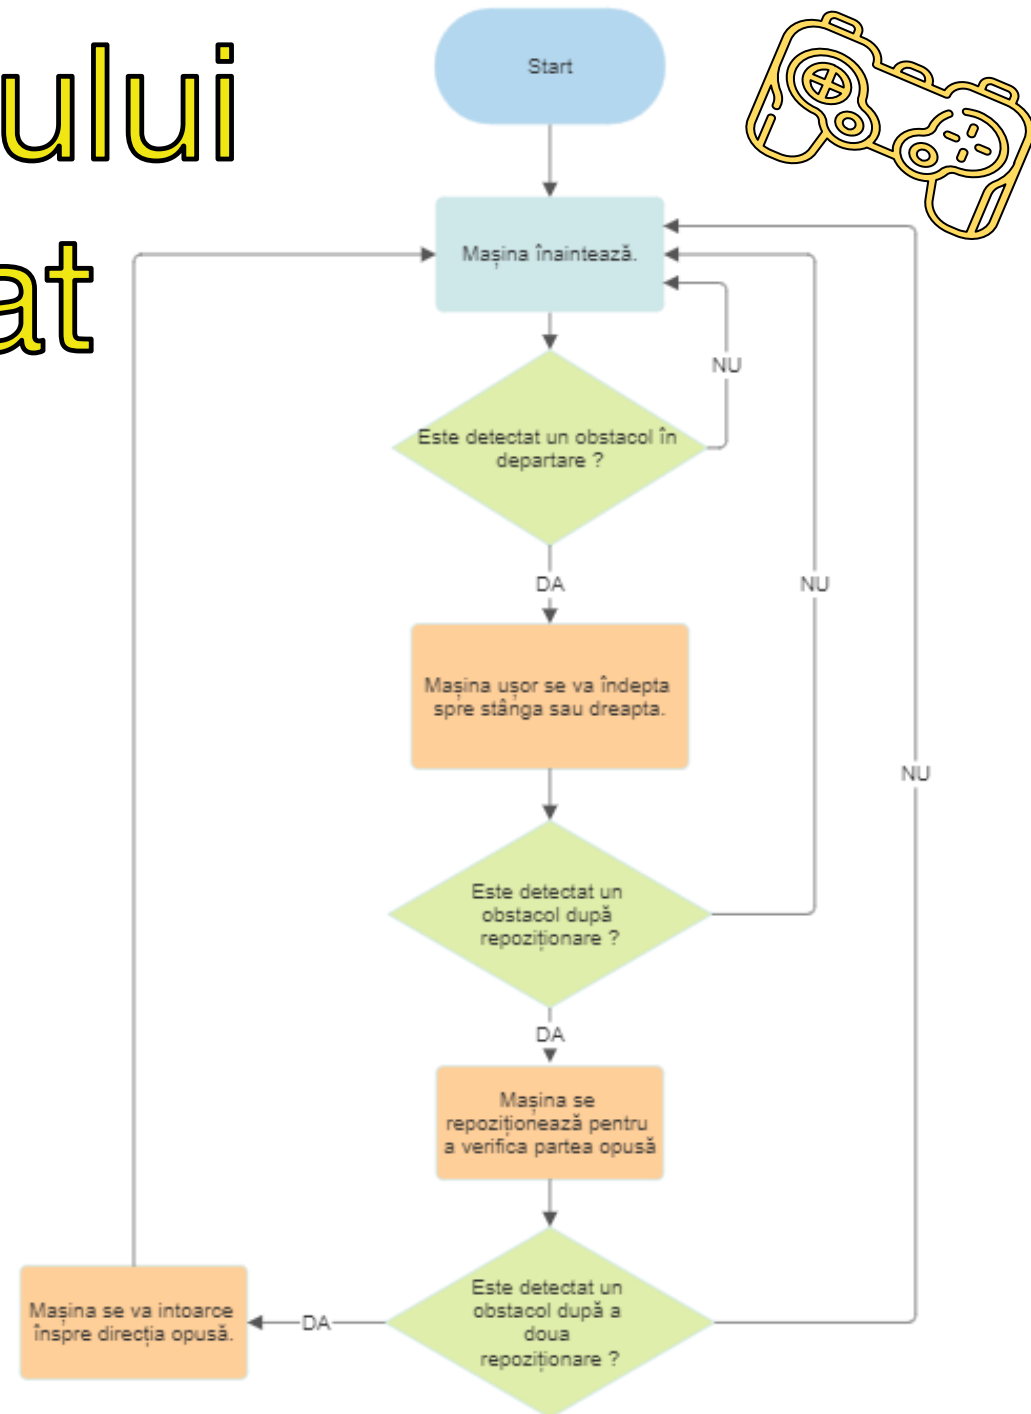 ului
at
Start
Mașina înaintează.
NU
Este detectat un obstacol în
departare ?
DA
NU
Mașina ușor se va îndepta
spre stânga sau dreapta.
NU
Este detectat un
obstacol după
repoziționare ?
DA
Mașina se
repoziționează pentru
a verifica partea opusă
Este detectat un
obstacol după a
doua
repoziționare ?
DA
Mașina se va intoarce
înspre direcția opusă.